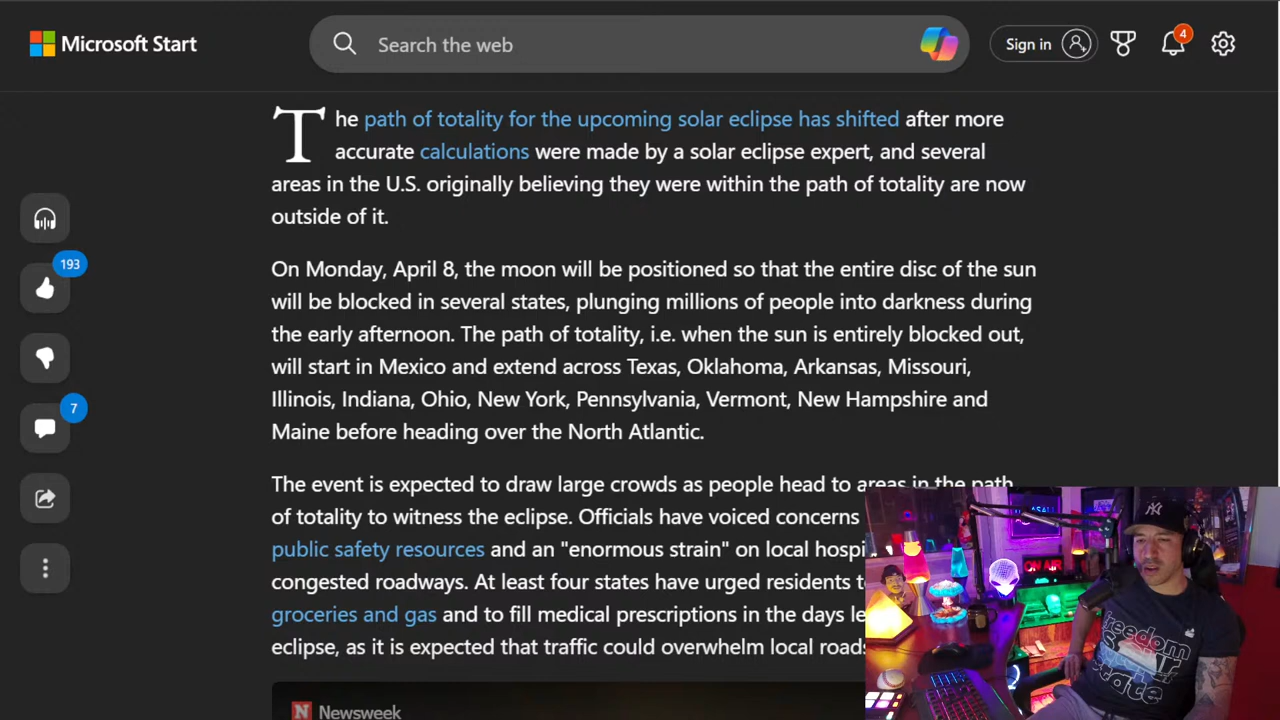 Microsoft Start
Search the web
Sign in
4
The path of totality for the upcoming solar eclipse has shifted after more
accurate calculations were made by a solar eclipse expert, and several
areas in the U.S. originally believing they were within the path of totality are now
outside of it.
193
On Monday, April 8, the moon will be positioned so that the entire disc of the sun
will be blocked in several states, plunging millions of people into darkness during
the early afternoon. The path of totality, i.e. when the sun is entirely blocked out,
will start in Mexico and extend across Texas, Oklahoma, Arkansas, Missouri,
Illinois, Indiana, Ohio, New York, Pennsylvania, Vermont, New Hampshire and
Maine before heading over the North Atlantic.
7
The event is expected to draw large crowds as people head to areas in the path
of totality to witness the eclipse. Officials have voiced concerns
public safety resources and an "enormous strain" on local hospi
congested roadways. At least four states have urged residents
groceries and gas and to fill medical prescriptions in the days
eclipse, as it is expected that traffic could overwhelm local roads
N Newsweek
ON AIR
freedom
state